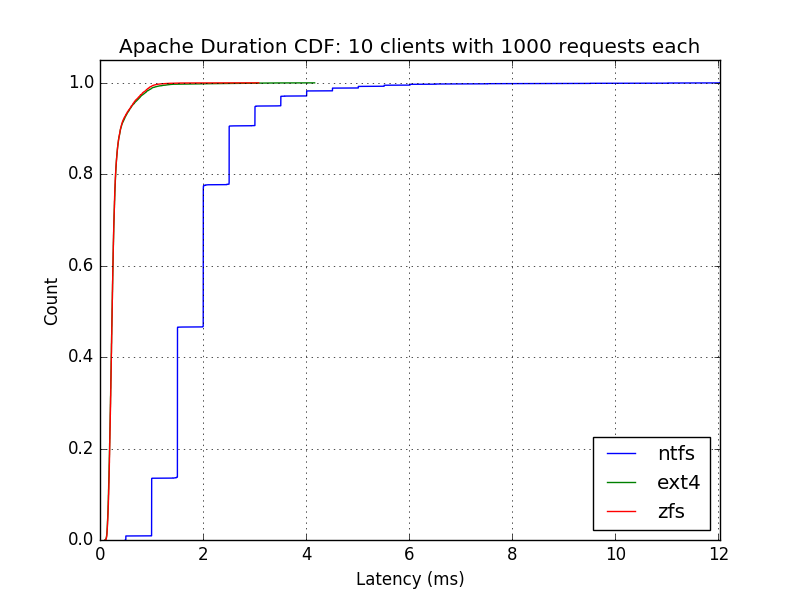 Apache Duration CDF: 10 clients with 1000 requests each
1.0
0.8
0.6
0.4
0.2
0.0
Count
0 2 4 6 8 10 12
Latency (ms)
ntfs
ext4
zfs